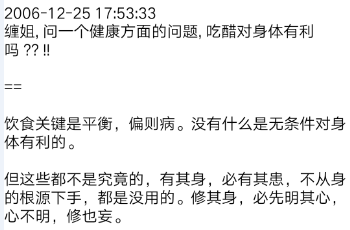 2006-12-25 17:53:33
缠姐, 问一个健康方面的问题, 吃醋对身体有利
吗 ?? !!
==
饮食关键是平衡，偏则病。没有什么是无条件对身
体有利的。
但这些都不是究竟的，有其身，必有其患，不从身
的根源下手，都是没用的。修其身，必先明其心，
心不明，修也妄。